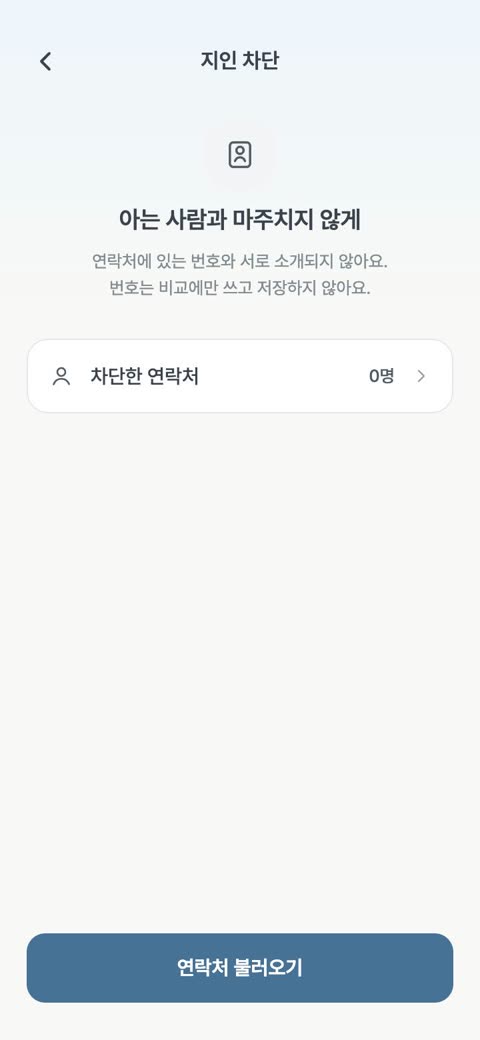 지인 차단
아는 사람과 마주치지 않게
연락처에 있는 번호와 서로 소개되지 않아요.
번호는 비교에만 쓰고 저장하지 않아요.
차단한 연락처 0명
연락처 불러오기